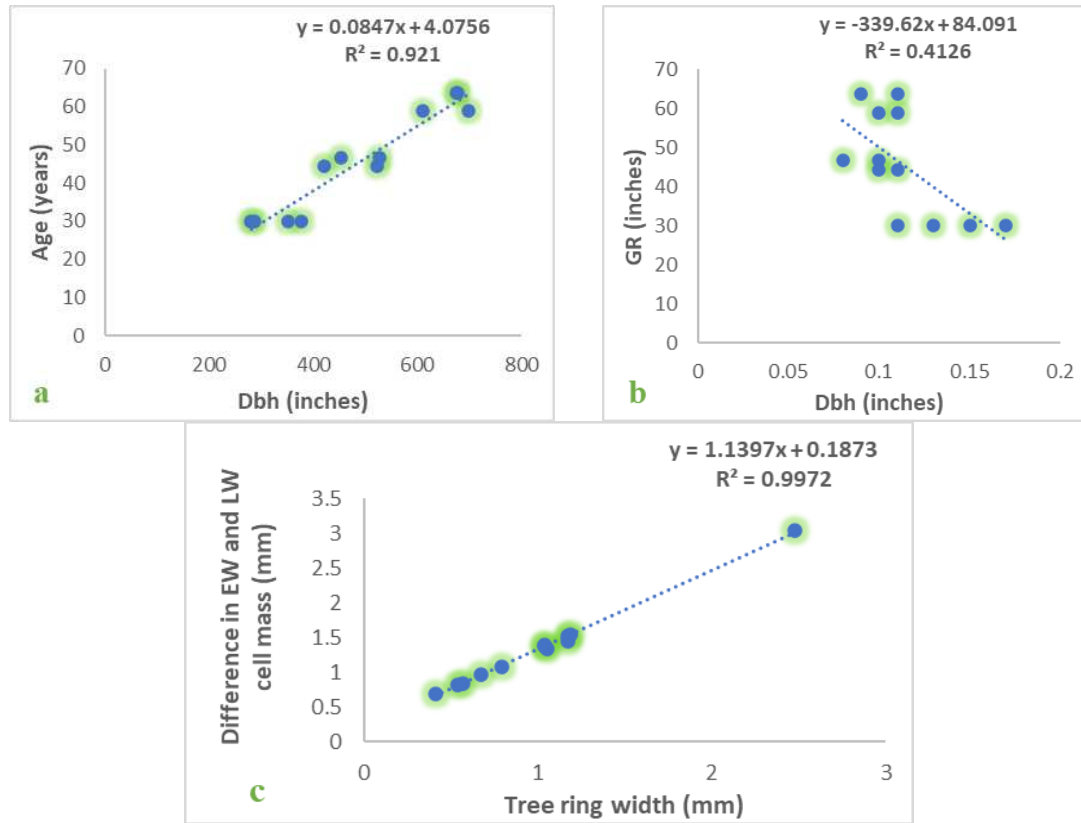 y = 0.0847x + 4.0756
R² = 0.921
70
60
50
40
30
20
10
0
Age (years)
0
200
400
600
800
Dbh (inches)
a
y = -339.62x + 84.091
R² = 0.4126
70
60
50
40
30
20
10
0
GR (inches)
0
0.05
0.1
0.15
0.2
Dbh (inches)
b
y = 1.1397x + 0.1873
R² = 0.9972
3.5
3
2.5
2
1.5
1
0.5
0
Difference in EW and LW
cell mass (mm)
0
1
2
3
Tree ring width (mm)
c